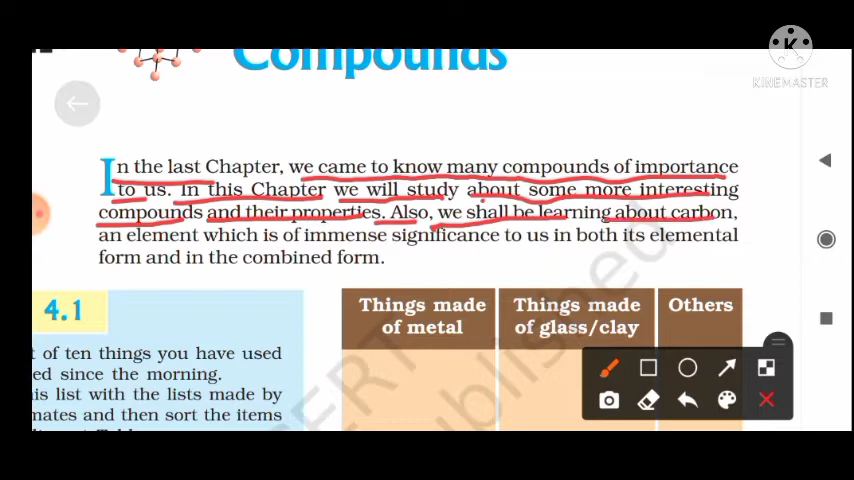 Compounds
KINEMASTER
In the last Chapter, we came to know many compounds of importance
to us. In this Chapter we will study about some more interesting
compounds and their properties. Also, we shall be learning about carbon,
an element which is of immense significance to us in both its elemental
form and in the combined form.
4.1
t of ten things you have used
ed since the morning.
his list with the lists made by
mates and then sort the items
Things made
of metal
Things made
of glass/clay
Others